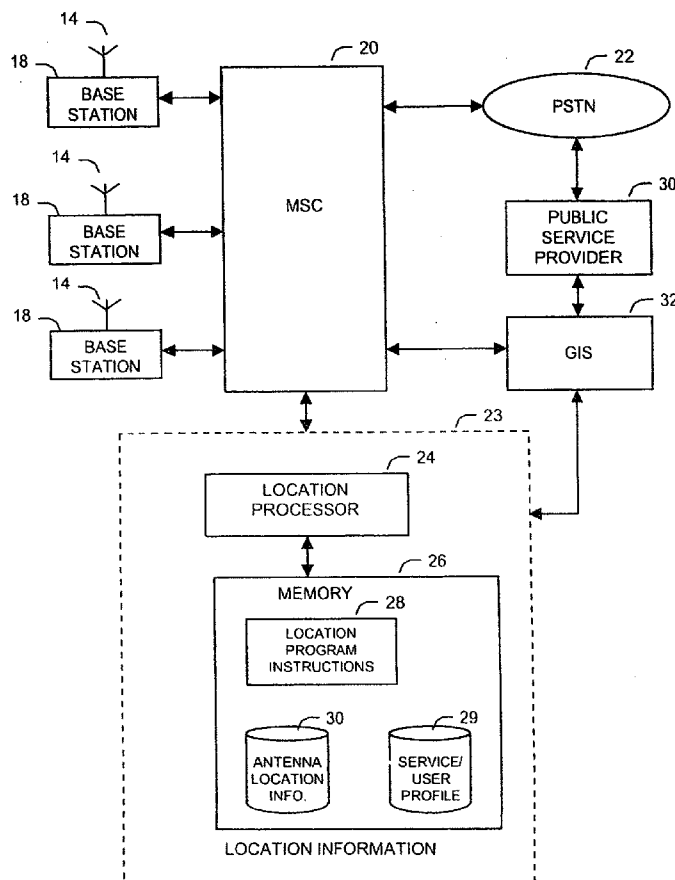 14
20
22
18
BASE
STATION
PSTN
14
30
18
BASE
STATION
MSC
PUBLIC
SERVICE
PROVIDER
14
32
18
BASE
STATION
GIS
23
24
LOCATION
PROCESSOR
26
MEMORY
28
LOCATION
PROGRAM
INSTRUCTIONS
30
29
ANTENNA
LOCATION
INFO.
SERVICE/
USER
PROFILE
LOCATION INFORMATION